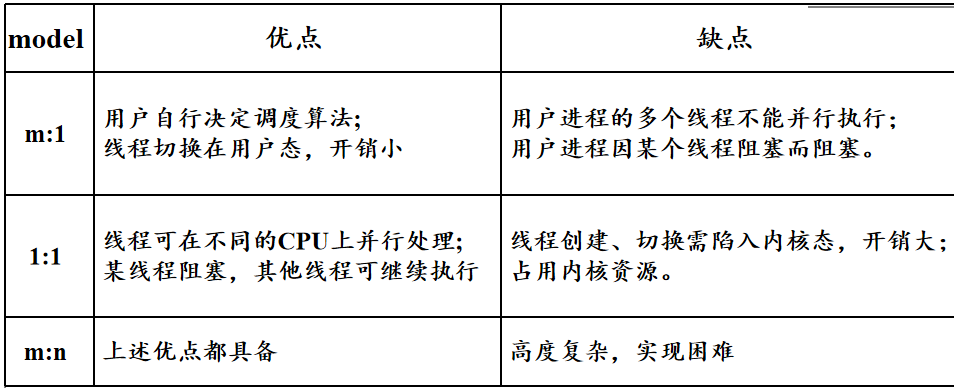 model 优点 缺点
m:1
用户自行决定调度算法;
线程切换在用户态，开销小
用户进程的多个线程不能并行执行；
用户进程因某个线程阻塞而阻塞。
1:1
线程可在不同的CPU上并行处理;
某线程阻塞，其他线程可继续执行
线程创建、切换需陷入内核态，开销大；
占用内核资源。
m:n
上述优点都具备
高度复杂，实现困难